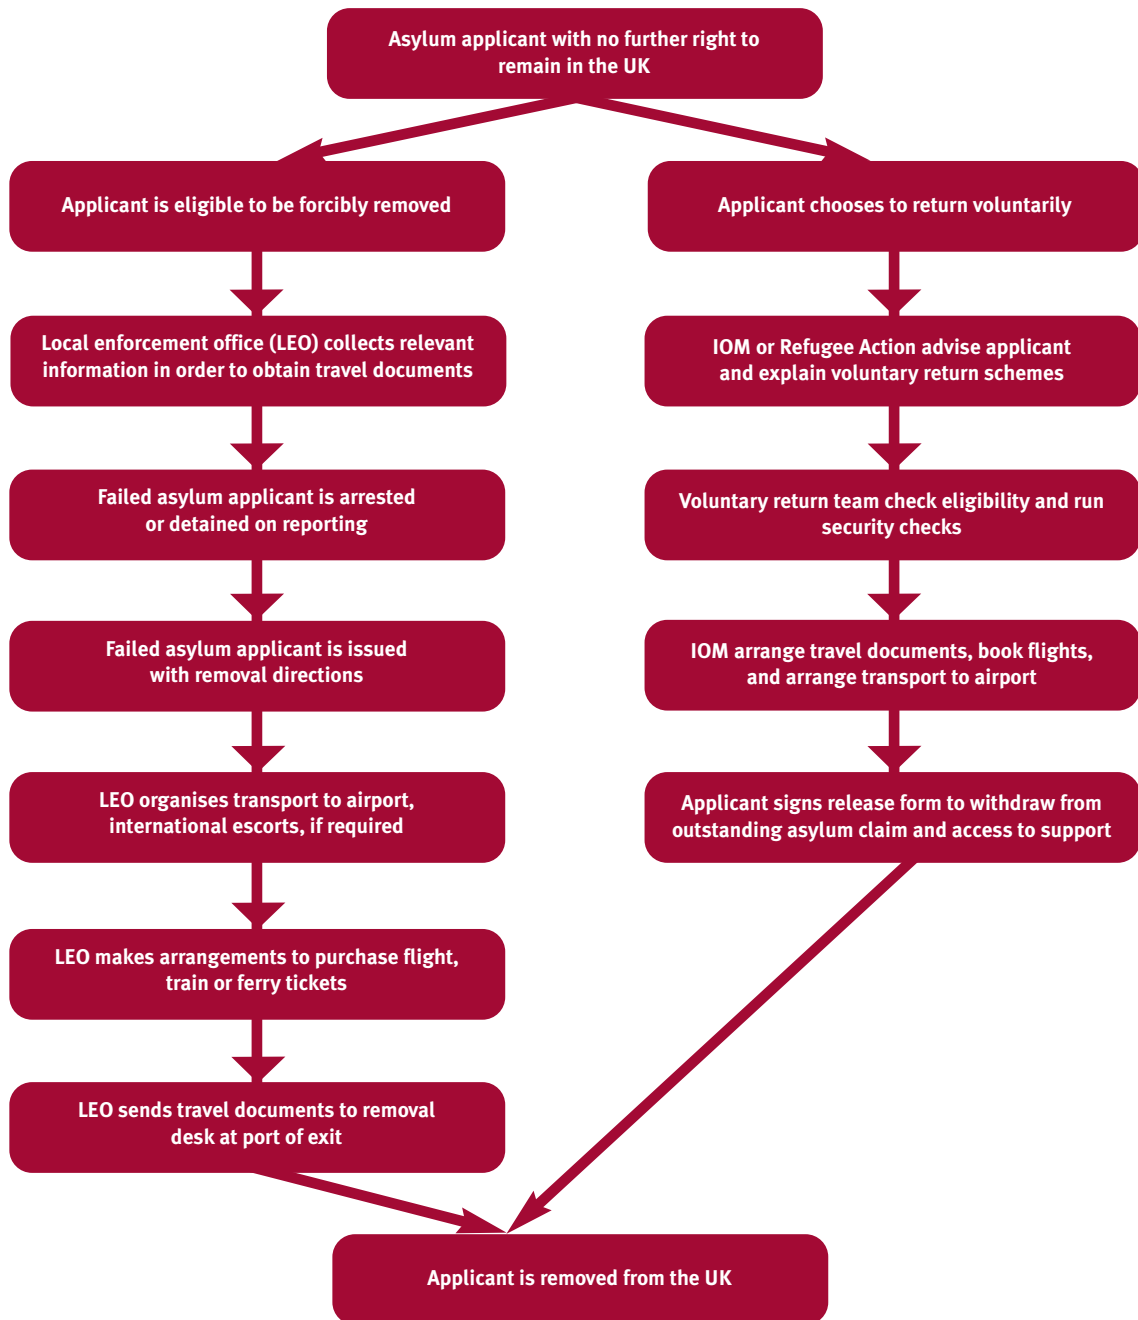 Asylum applicant with no further right to
remain in the UK
Applicant is eligible to be forcibly removed
Local enforcement office (LEO) collects relevant
information in order to obtain travel documents
Failed asylum applicant is arrested
or detained on reporting
Failed asylum applicant is issued
with removal directions
LEO organises transport to airport,
international escorts, if required
LEO makes arrangements to purchase flight,
train or ferry tickets
LEO sends travel documents to removal
desk at port of exit
Applicant chooses to return voluntarily
IOM or Refugee Action advise applicant
and explain voluntary return schemes
Voluntary return team check eligibility and run
security checks
IOM arrange travel documents, book flights,
and arrange transport to airport
Applicant signs release form to withdraw from
outstanding asylum claim and access to support
Applicant is removed from the UK